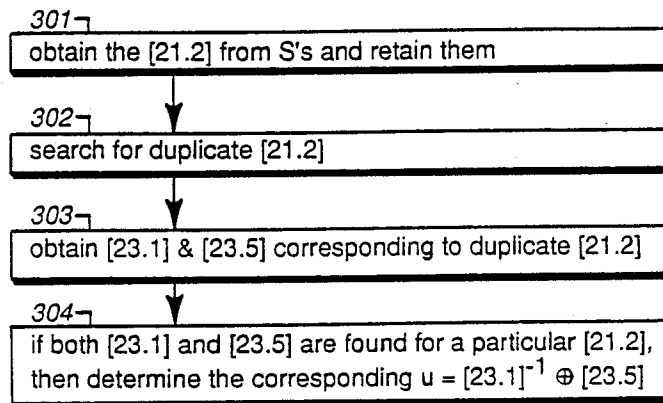 301
obtain the [21.2] from S's and retain them
302
search for duplicate [21.2]
303
obtain [23.1] & [23.5] corresponding to duplicate [21.2]
304
if both [23.1] and [23.5] are found for a particular [21.2],
then determine the corresponding u = [23.1]⁻¹ ⊕ [23.5]